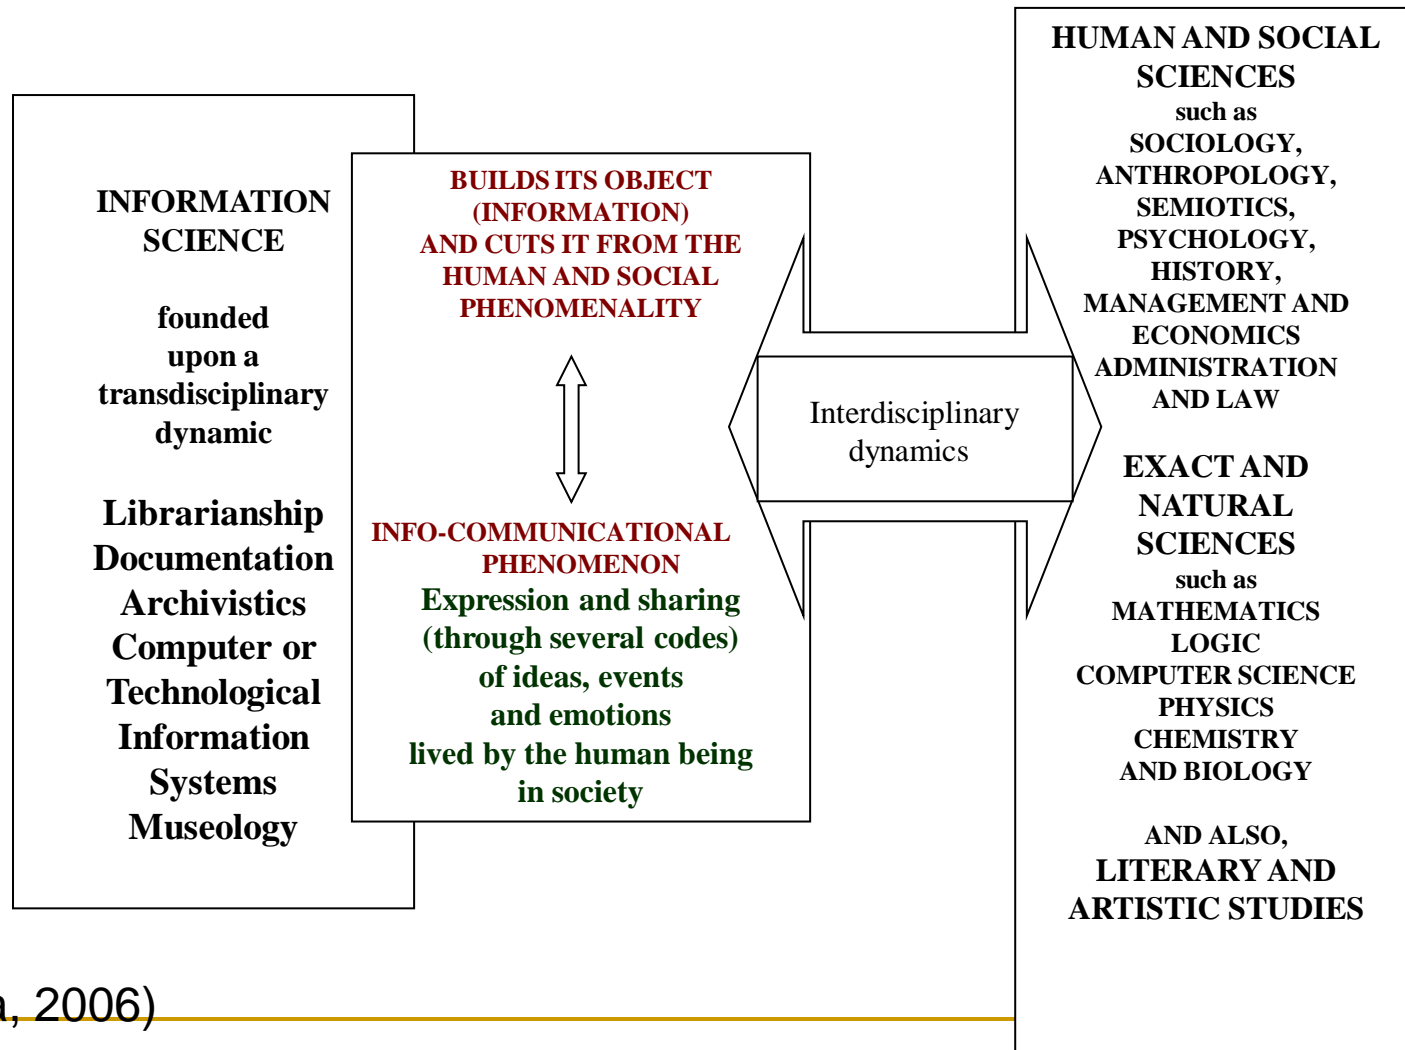 INFORMATION
SCIENCE
founded
upon a
transdisciplinary
dynamic
Librarianship
Documentation
Archivistics
Computer or
Technological
Information
Systems
Museology
BUILDS ITS OBJECT
(INFORMATION)
AND CUTS IT FROM THE
HUMAN AND SOCIAL
PHENOMENALITY
INFO-COMMUNICATIONAL
PHENOMENON
Expression and sharing
(through several codes)
of ideas, events
and emotions
lived by the human being
in society
Interdisciplinary
dynamics
HUMAN AND SOCIAL
SCIENCES
such as
SOCIOLOGY,
ANTHROPOLOGY,
SEMIOTICS,
PSYCHOLOGY,
HISTORY,
MANAGEMENT AND
ECONOMICS
ADMINISTRATION
AND LAW
EXACT AND
NATURAL
SCIENCES
such as
MATHEMATICS
LOGIC
COMPUTER SCIENCE
PHYSICS
CHEMISTRY
AND BIOLOGY
AND ALSO,
LITERARY AND
ARTISTIC STUDIES
2006)